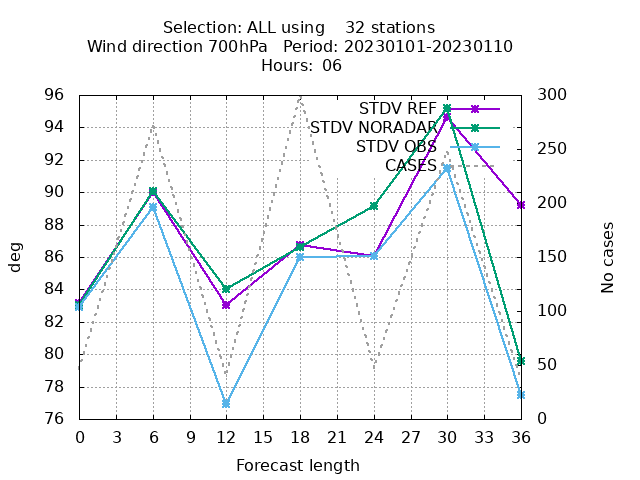 Selection: ALL using    32 stations
Wind direction 700hPa   Period: 20230101-20230110
Hours: 06
96
94
92
90
88
86
84
82
80
78
76
deg
300
250
200
150
100
50
0
No cases
STDV REF
STDV NORADAR
STDV OBS
CASES
0 3 6 9 12 15 18 21 24 27 30 33 36
Forecast length